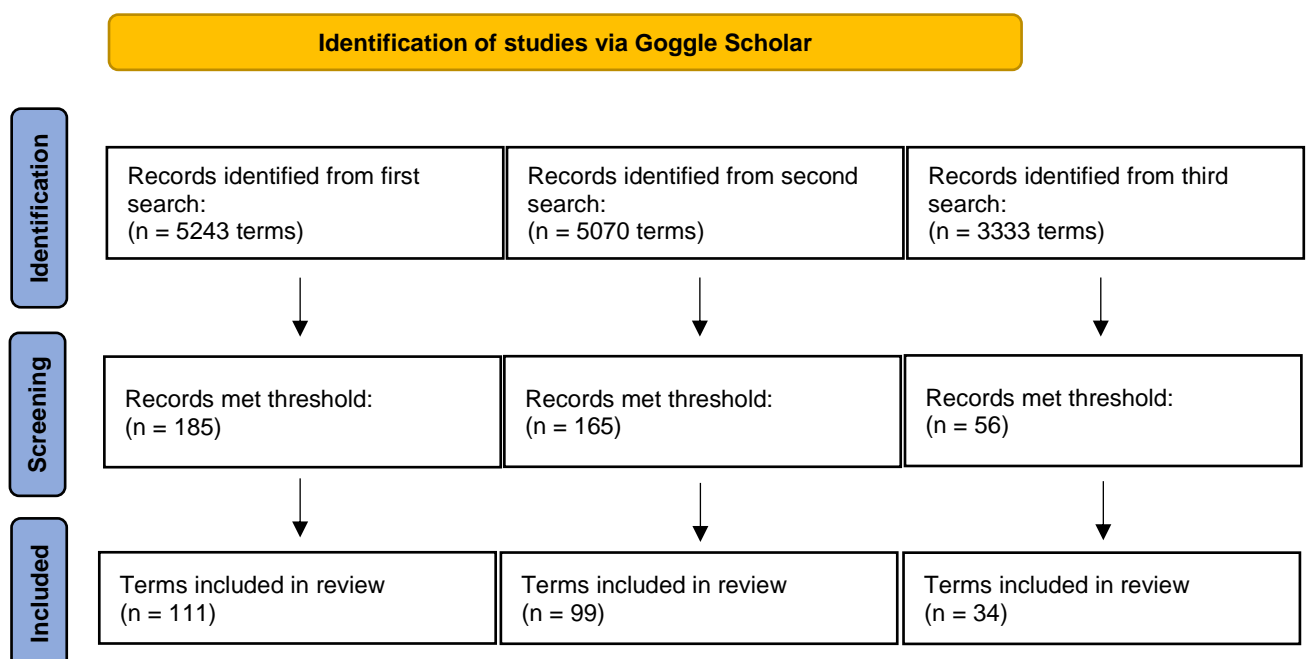 Identification of studies via Goggle Scholar
Identification
Records identified from first
search:
(n = 5243 terms)
Records identified from second
search:
(n = 5070 terms)
Records identified from third
search:
(n = 3333 terms)
Screening
Records met threshold:
(n = 185)
Records met threshold:
(n = 165)
Records met threshold:
(n = 56)
Included
Terms included in review
(n = 111)
Terms included in review
(n = 99)
Terms included in review
(n = 34)